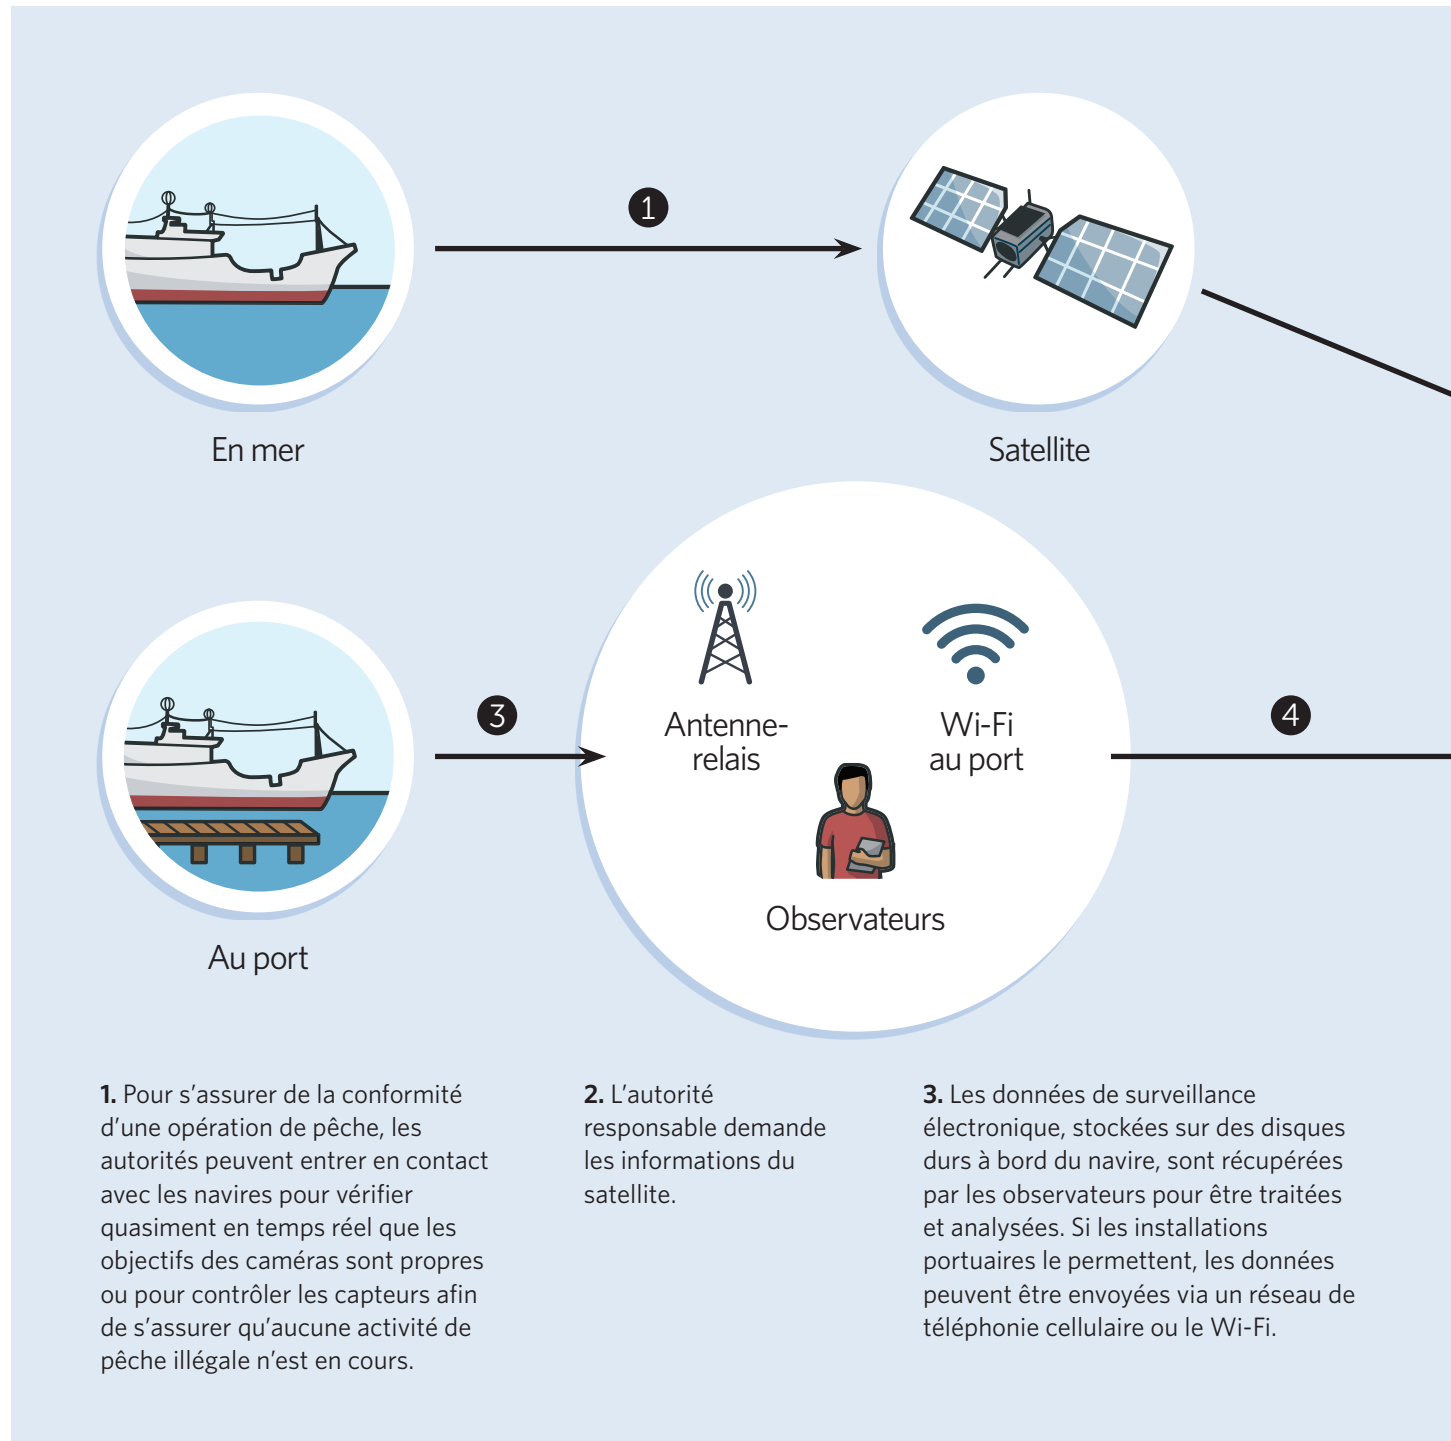 1
En mer
Satellite
3
Antenne-
relais
Wi-Fi
au port
4
Observateurs
Au port
1. Pour s’assurer de la conformité
d’une opération de pêche, les
autorités peuvent entrer en contact
avec les navires pour vérifier
quasiment en temps réel que les
objectifs des caméras sont propres
ou pour contrôler les capteurs afin
de s’assurer qu’aucune activité de
pêche illégale n’est en cours.
2. L’autorité
responsable demande
les informations du
satellite.
3. Les données de surveillance
électronique, stockées sur des disques
durs à bord du navire, sont récupérées
par les observateurs pour être traitées
et analysées. Si les installations
portuaires le permettent, les données
peuvent être envoyées via un réseau de
téléphonie cellulaire ou le Wi-Fi.